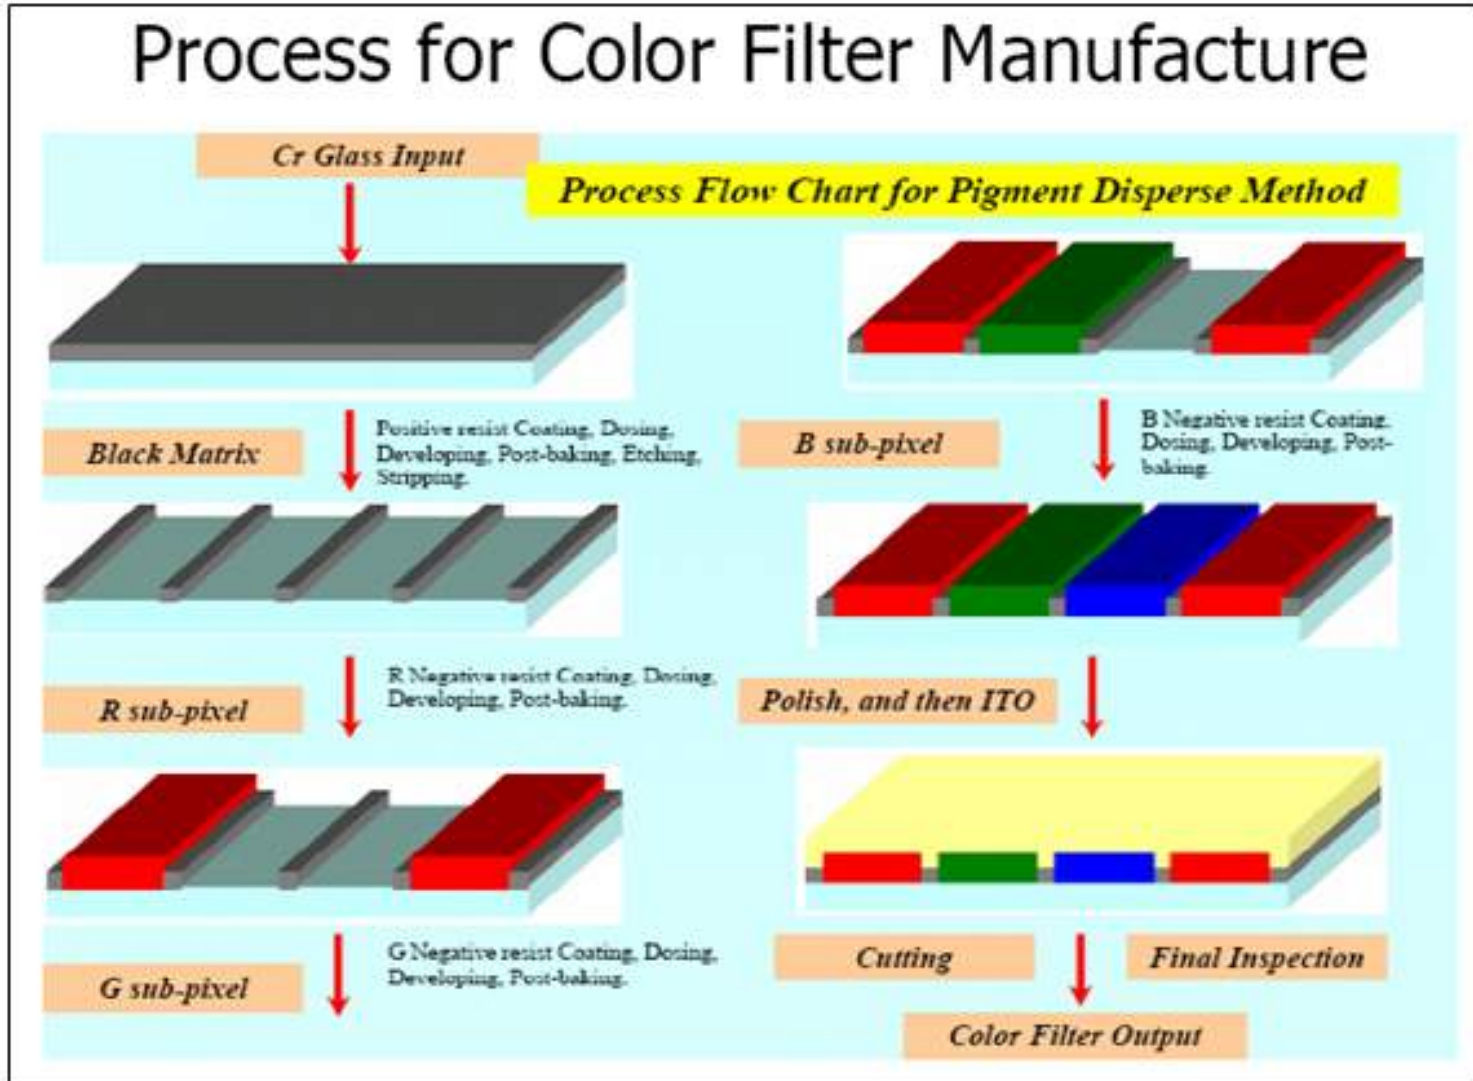 Process for Color Filter Manufacture
Cr Glass Input
Process Flow Chart for Pigment Disperse Method
Black Matrix
Positive resist Coating, Dosing,
Developing, Post-baking, Etching,
Stripping.
R sub-pixel
R Negative resist Coating, Dosing,
Developing, Post-baking.
G sub-pixel
G Negative resist Coating, Dosing,
Developing, Post-baking.
B sub-pixel
B Negative resist Coating,
Dosing, Developing, Post-
baking.
Polish, and then ITO
Cutting
Final Inspection
Color Filter Output